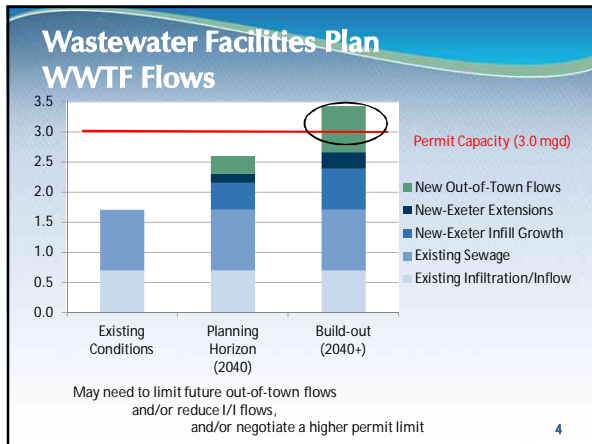 Wastewater Facilities Plan
WWTF Flows
3.5
3.0
2.5
2.0
1.5
1.0
0.5
0.0
Permit Capacity (3.0 mgd)
New Out-of-Town Flows
New-Exeter Extensions
New-Exeter Infill Growth
Existing Sewage
Existing Infiltration/Inflow
Existing
Conditions
Planning
Horizon
(2040)
Build-out
(2040+)
May need to limit future out-of-town flows
and/or reduce I/I flows,
and/or negotiate a higher permit limit
4